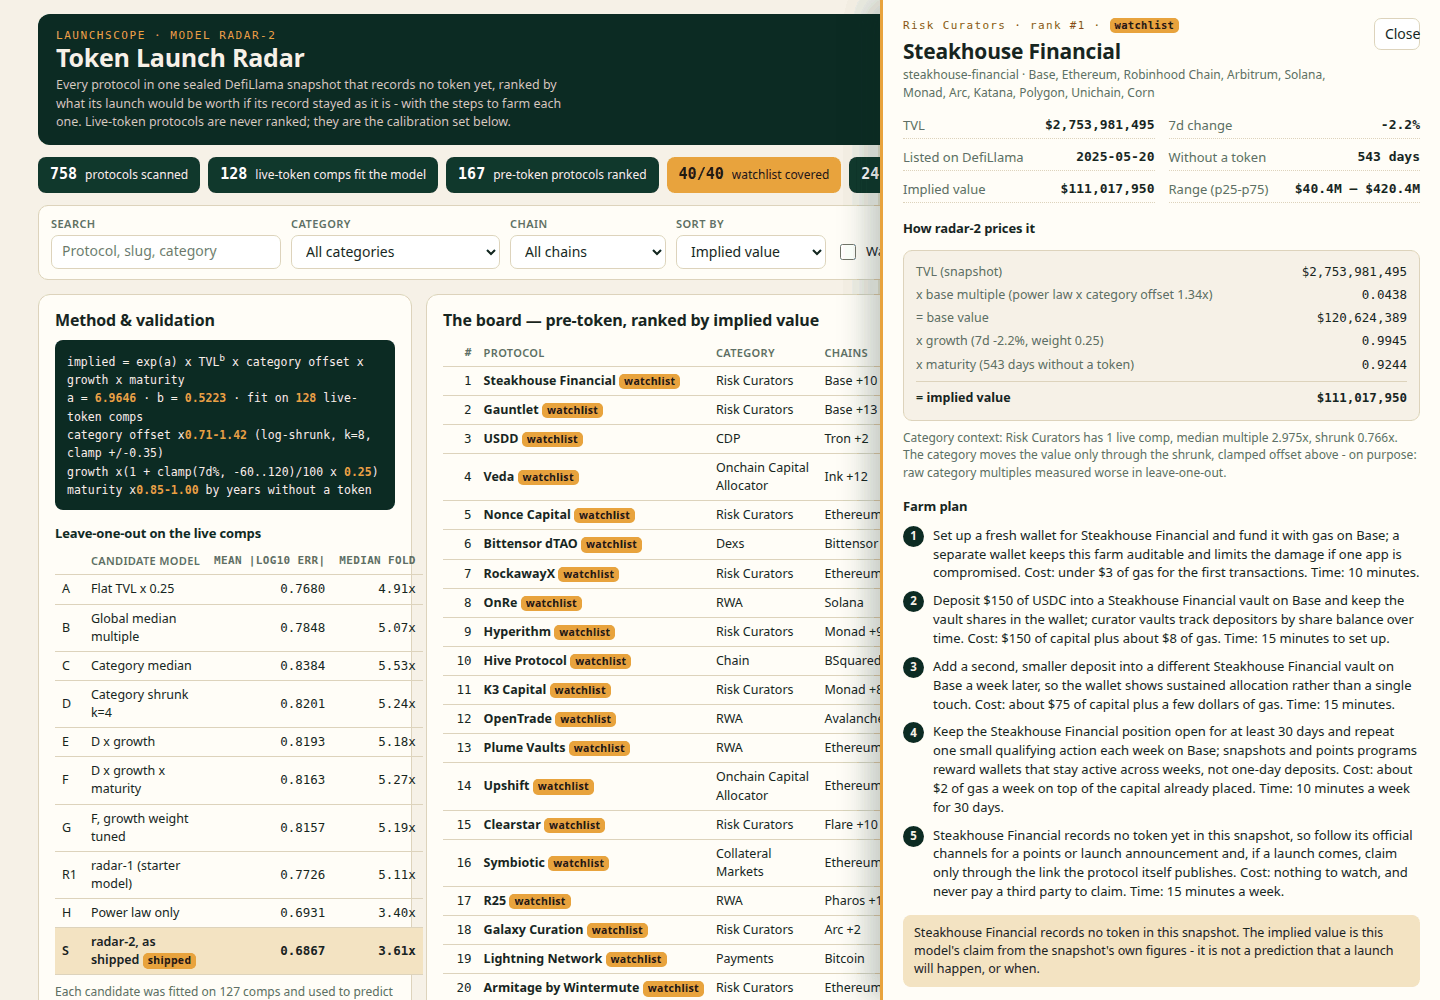 LAUNCHSCOPE · MODEL RADAR-2
Token Launch Radar
Every protocol in one sealed DefiLlama snapshot that records no token yet, ranked by
what its launch would be worth if its record stayed as it is - with the steps to farm each
one. Live-token protocols are never ranked; they are the calibration set below.
758 protocols scanned
128 live-token comps fit the model
167 pre-token protocols ranked
40/40 watchlist covered
24
SEARCH
CATEGORY
CHAIN
SORT BY
Protocol, slug, category
All categories
All chains
Implied value
Method & validation
implied = exp(a) x TVLb x category offset x
growth x maturity
a = 6.9646 · b = 0.5223 · fit on 128 live-
token comps
category offset x0.71-1.42 (log-shrunk, k=8,
clamp +/-0.35)
growth x(1 + clamp(7d%, -60..120)/100 x 0.25)
maturity x0.85-1.00 by years without a token
Leave-one-out on the live comps
CANDIDATE MODEL MEAN |LOG10 ERR| MEDIAN FOLD
A Flat TVL x 0.25 0.7680 4.91x
B Global median multiple 0.7848 5.07x
C Category median 0.8384 5.53x
D Category shrunk k=4 0.8201 5.24x
E D x growth 0.8193 5.18x
F D x growth x maturity 0.8163 5.27x
G F, growth weight tuned 0.8157 5.19x
R1 radar-1 (starter model) 0.7726 5.11x
H Power law only 0.6931 3.40x
S radar-2, as shipped shipped 0.6867 3.61x
Each candidate was fitted on 127 comps and used to predict
The board — pre-token, ranked by implied value
# PROTOCOL CATEGORY CHAINS
1 Steakhouse Financial watchlist Risk Curators Base +10
2 Gauntlet watchlist Risk Curators Base +13
3 USDD watchlist CDP Tron +2
4 Veda watchlist Onchain Capital Allocator Ink +12
5 Nonce Capital watchlist Risk Curators Ethereum
6 Bittensor dTAO watchlist Dexs Bittensor
7 RockawayX watchlist Risk Curators Ethereum
8 OnRe watchlist RWA Solana
9 Hyperithm watchlist Risk Curators Monad +9
10 Hive Protocol watchlist Chain BSquared
11 K3 Capital watchlist Risk Curators Monad +8
12 OpenTrade watchlist RWA Avalanche
13 Plume Vaults watchlist RWA Ethereum
14 Upshift watchlist Onchain Capital Allocator Ethereum
15 Clearstar watchlist Risk Curators Flare +10
16 Symbiotic watchlist Collateral Markets Ethereum
17 R25 watchlist RWA Pharos +1
18 Galaxy Curation watchlist Risk Curators Arc +2
19 Lightning Network watchlist Payments Bitcoin
20 Armitage by Wintermute watchlist Risk Curators Ethereum
Risk Curators · rank #1 · watchlist
Close
Steakhouse Financial
steakhouse-financial · Base, Ethereum, Robinhood Chain, Arbitrum, Solana,
Monad, Arc, Katana, Polygon, Unichain, Corn
TVL $2,753,981,495 7d change -2.2%
Listed on DefiLlama 2025-05-20 Without a token 543 days
Implied value $111,017,950 Range (p25-p75) $40.4M – $420.4M
How radar-2 prices it
TVL (snapshot) $2,753,981,495
x base multiple (power law x category offset 1.34x) 0.0438
= base value $120,624,389
x growth (7d -2.2%, weight 0.25) 0.9945
x maturity (543 days without a token) 0.9244
= implied value $111,017,950
Category context: Risk Curators has 1 live comp, median multiple 2.975x, shrunk 0.766x.
The category moves the value only through the shrunk, clamped offset above - on purpose:
raw category multiples measured worse in leave-one-out.
Farm plan
1 Set up a fresh wallet for Steakhouse Financial and fund it with gas on Base; a
separate wallet keeps this farm auditable and limits the damage if one app is
compromised. Cost: under $3 of gas for the first transactions. Time: 10 minutes.
2 Deposit $150 of USDC into a Steakhouse Financial vault on Base and keep the
vault shares in the wallet; curator vaults track depositors by share balance over
time. Cost: $150 of capital plus about $8 of gas. Time: 15 minutes to set up.
3 Add a second, smaller deposit into a different Steakhouse Financial vault on
Base a week later, so the wallet shows sustained allocation rather than a single
touch. Cost: about $75 of capital plus a few dollars of gas. Time: 15 minutes.
4 Keep the Steakhouse Financial position open for at least 30 days and repeat
one small qualifying action each week on Base; snapshots and points programs
reward wallets that stay active across weeks, not one-day deposits. Cost: about
$2 of gas a week on top of the capital already placed. Time: 10 minutes a week
for 30 days.
5 Steakhouse Financial records no token yet in this snapshot, so follow its official
channels for a points or launch announcement and, if a launch comes, claim
only through the link the protocol itself publishes. Cost: nothing to watch, and
never pay a third party to claim. Time: 15 minutes a week.
Steakhouse Financial records no token in this snapshot. The implied value is this
model's claim from the snapshot's own figures - it is not a prediction that a launch
will happen, or when.